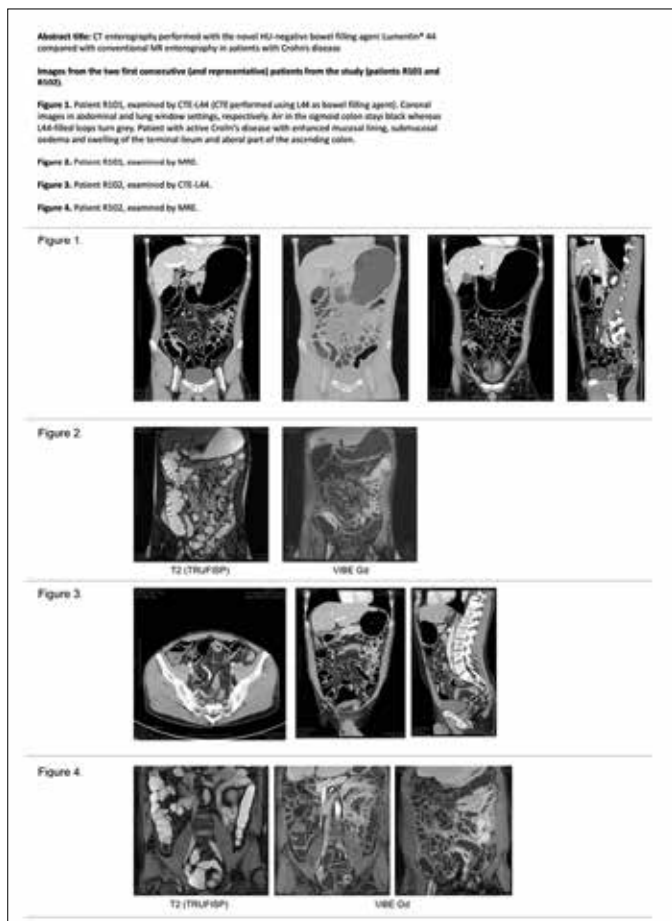 Abstract title: CT enterography performed with the novel HU-negative bowel filling agent Lumentin® 44
compared with conventional MR enterography in patients with Crohn's disease
Images from the two first consecutive (and representative) patients from the study (patients R101 and
R102).
Figure 1. Patient R101, examined by CTE-L44 (CTE performed using L44 as bowel filling agent). Coronal
images in abdominal and lung window settings, respectively. Air in the sigmoid colon stays black whereas
L44-filled loops turn grey. Patient with active Crohn's disease with enhanced mucosal lining, submucosal
oedema and swelling of the terminal ileum and aboral part of the ascending colon.
Figure 2. Patient R101, examined by MRE.
Figure 3. Patient R102, examined by CTE-L44.
Figure 4. Patient R102, examined by MRE.
Figure 1.
Figure 2.
T2 (TRUFISP)
VIBE Gd
Figure 3.
Figure 4.
T2 (TRUFISP)
VIBE Gd